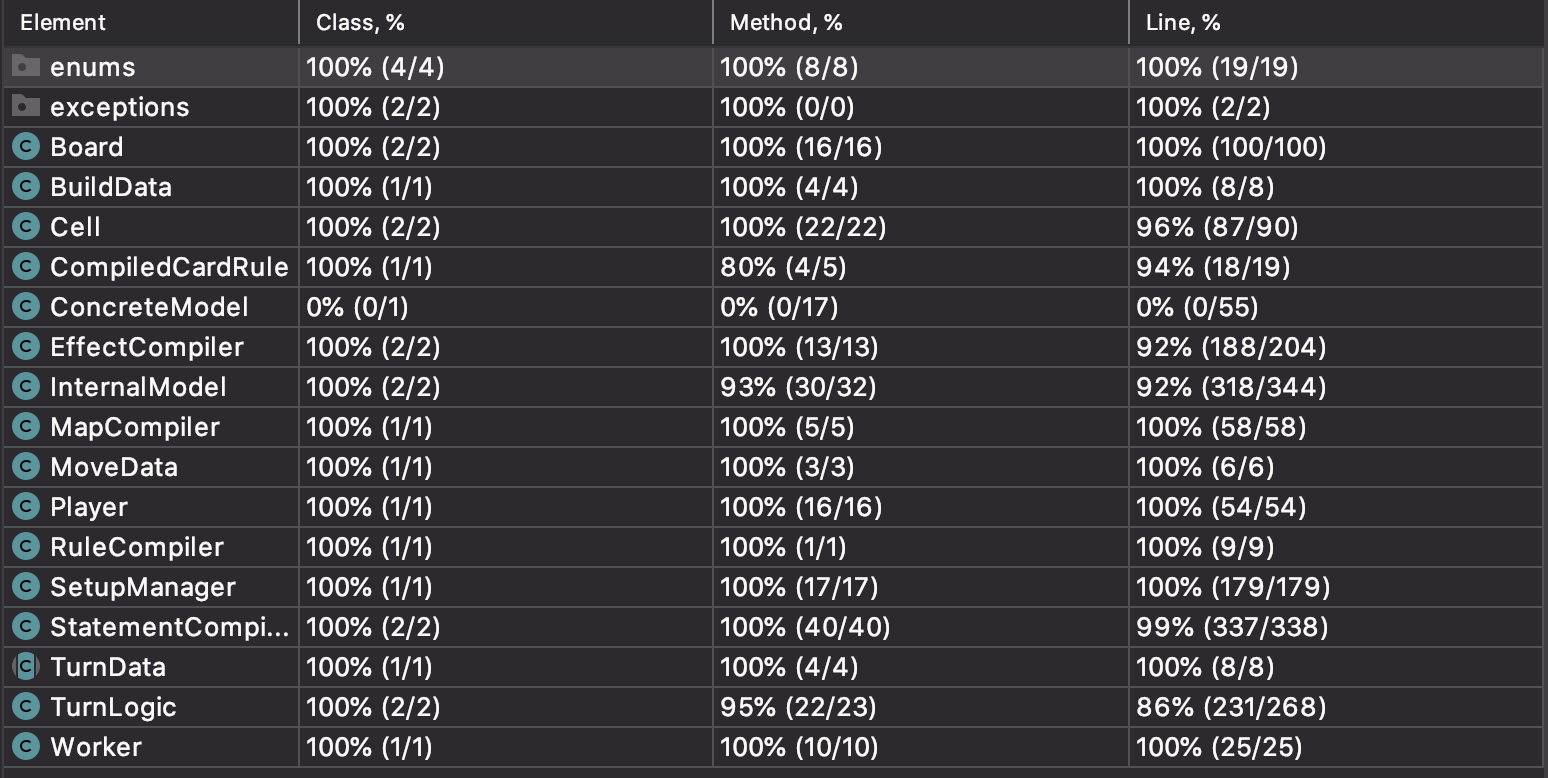 Element Class, % Method, % Line, %
enums 100% (4/4) 100% (8/8) 100% (19/19)
exceptions 100% (2/2) 100% (0/0) 100% (2/2)
C Board 100% (2/2) 100% (16/16) 100% (100/100)
C BuildData 100% (1/1) 100% (4/4) 100% (8/8)
C Cell 100% (2/2) 100% (22/22) 96% (87/90)
C CompiledCardRule 100% (1/1) 80% (4/5) 94% (18/19)
C ConcreteModel 0% (0/1) 0% (0/17) 0% (0/55)
C EffectCompiler 100% (2/2) 100% (13/13) 92% (188/204)
C InternalModel 100% (2/2) 93% (30/32) 92% (318/344)
C MapCompiler 100% (1/1) 100% (5/5) 100% (58/58)
C MoveData 100% (1/1) 100% (3/3) 100% (6/6)
C Player 100% (1/1) 100% (16/16) 100% (54/54)
C RuleCompiler 100% (1/1) 100% (1/1) 100% (9/9)
C SetupManager 100% (1/1) 100% (17/17) 100% (179/179)
C StatementCompi... 100% (2/2) 100% (40/40) 99% (337/338)
C TurnData 100% (1/1) 100% (4/4) 100% (8/8)
C TurnLogic 100% (2/2) 95% (22/23) 86% (231/268)
C Worker 100% (1/1) 100% (10/10) 100% (25/25)